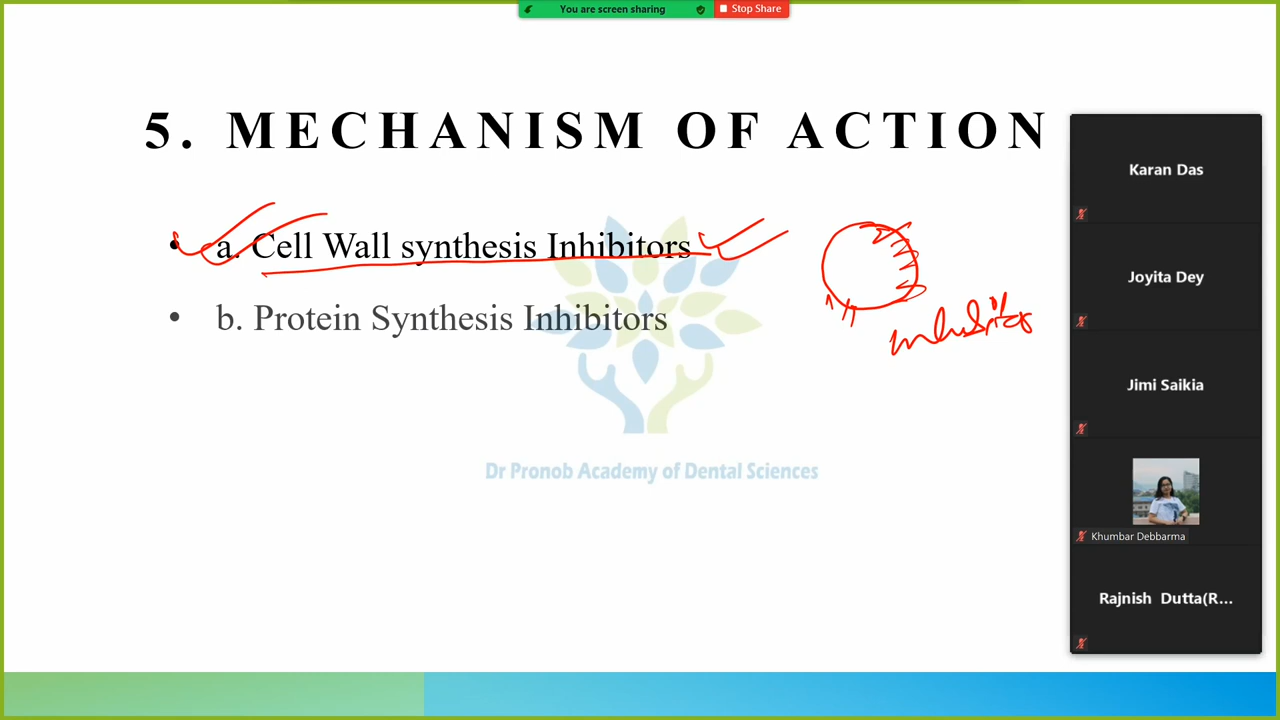 You are screen sharing Stop Share
5. MECHANISM OF ACTION
• a. Cell Wall synthesis Inhibitors
• b. Protein Synthesis Inhibitors
inhibitors
Dr Pronob Academy of Dental Sciences
Karan Das
Joyita Dey
Jimi Saikia
Khumbar Debbarma
Rajnish Dutta(R...